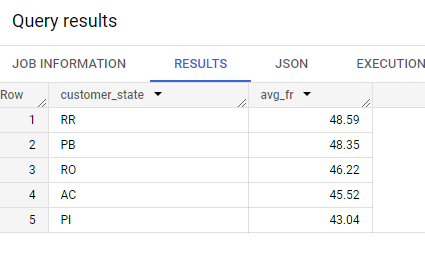 Query results
JOB INFORMATION RESULTS JSON EXECUTION
Row customer_state avg_fr
1 RR 48.59
2 PB 48.35
3 RO 46.22
4 AC 45.52
5 PI 43.04